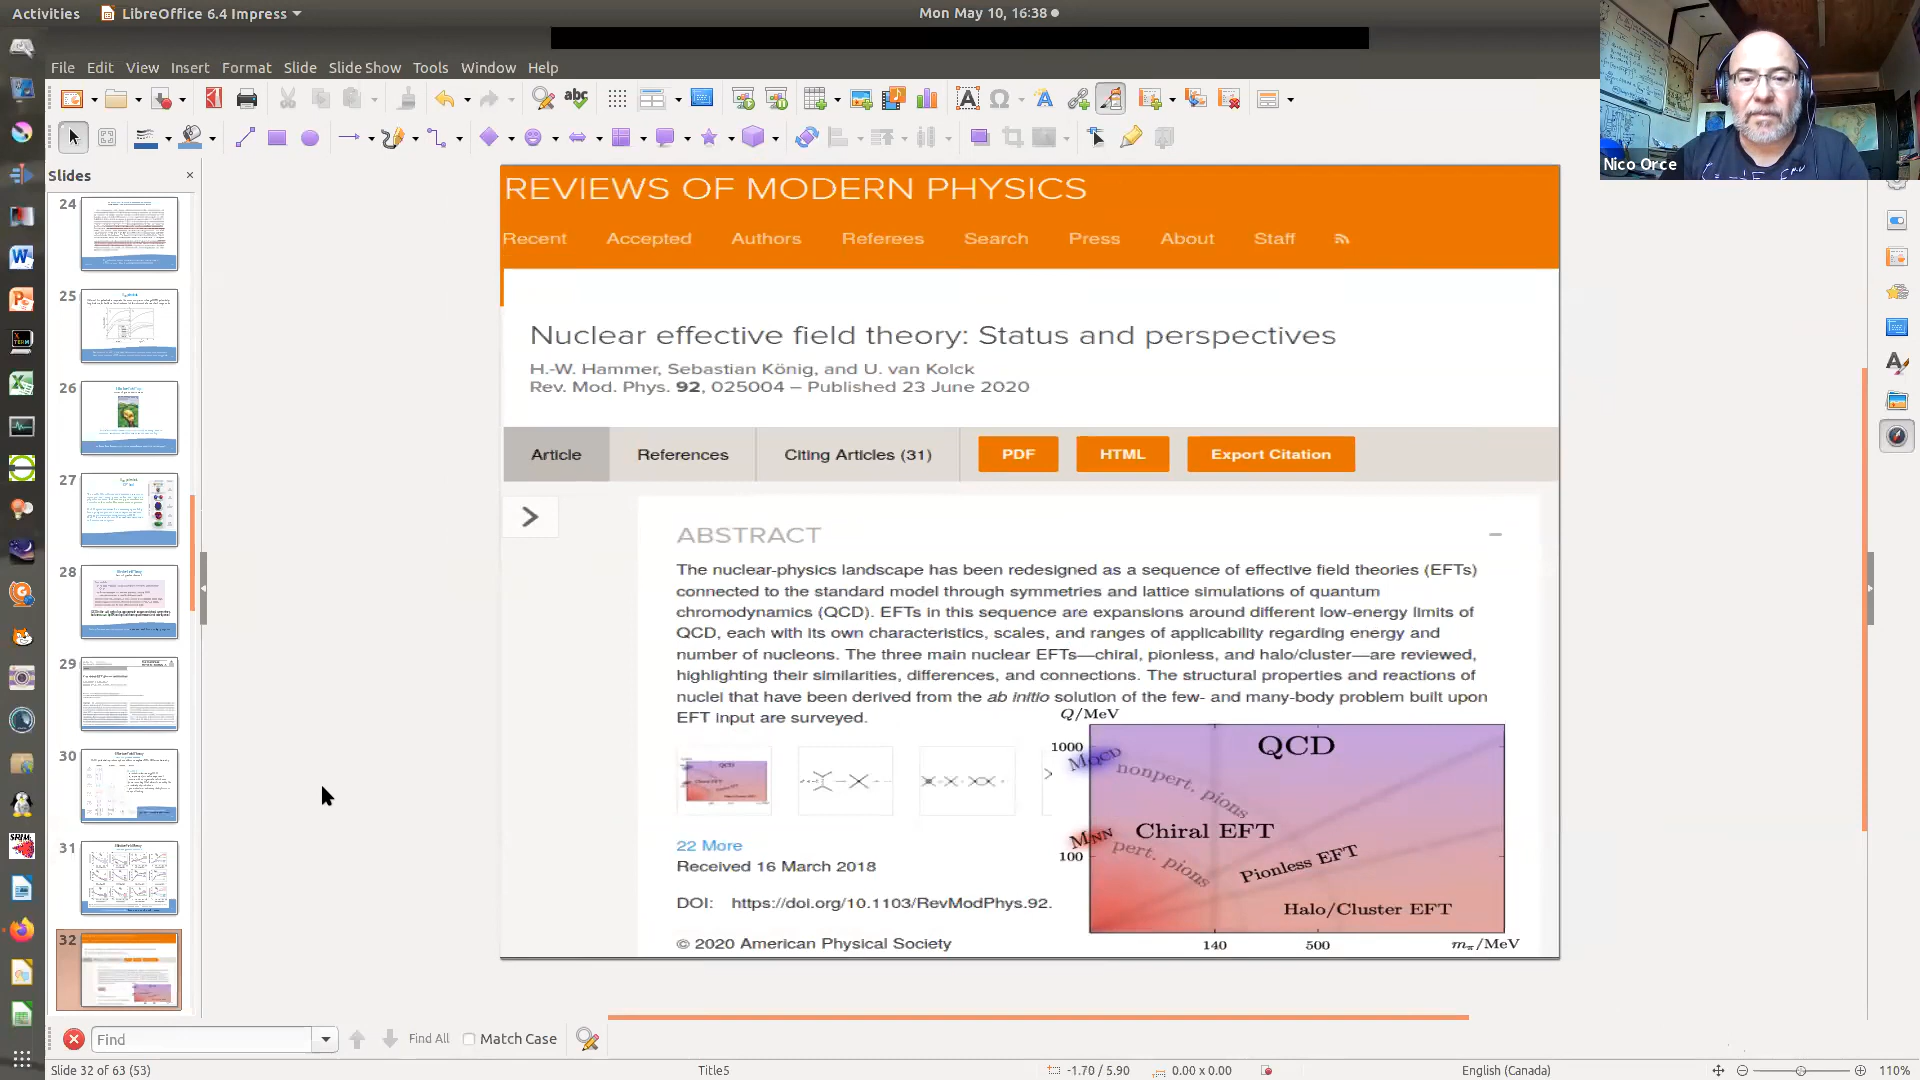 Activities LibreOffice 6.4 Impress Mon May 10, 16:38
File Edit View Insert Format Slide Slide Show Tools Window Help
Nico Orce
Slides
24
25
26
27
28
29
30
31
32
REVIEWS OF MODERN PHYSICS
Recent Accepted Authors Referees Search Press About Staff
Nuclear effective field theory: Status and perspectives
H.-W. Hammer, Sebastian König, and U. van Kolck
Rev. Mod. Phys. 92, 025004 – Published 23 June 2020
Article References Citing Articles (31) PDF HTML Export Citation
ABSTRACT
The nuclear-physics landscape has been redesigned as a sequence of effective field theories (EFTs)
connected to the standard model through symmetries and lattice simulations of quantum
chromodynamics (QCD). EFTs in this sequence are expansions around different low-energy limits of
QCD, each with its own characteristics, scales, and ranges of applicability regarding energy and
number of nucleons. The three main nuclear EFTs—chiral, pionless, and halo/cluster—are reviewed,
highlighting their similarities, differences, and connections. The structural properties and reactions of
nuclei that have been derived from the ab initio solution of the few- and many-body problem built upon
EFT input are surveyed.
Q/MeV
1000
QCD
MQCD
nonpert. pions
Chiral EFT
MNN
100
pert. pions
Pionless EFT
Halo/Cluster EFT
140 500 mπ/MeV
22 More
Received 16 March 2018
DOI: https://doi.org/10.1103/RevModPhys.92.
© 2020 American Physical Society
Find Find All Match Case
Slide 32 of 63 (53) Title5 -1.70 / 5.90 0.00 x 0.00 English (Canada) 110%